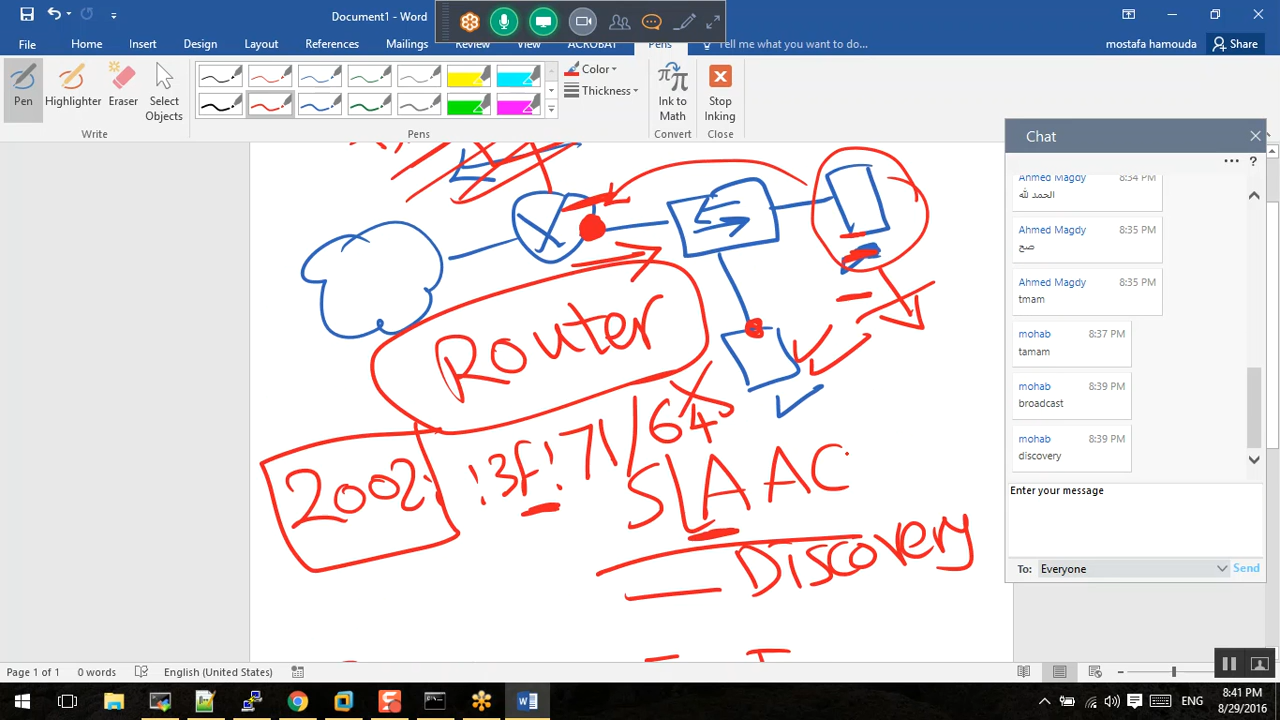 Document1 - Word
File
Home
Insert
Design
Layout
References
Mailings
Review
View
ACROBAT
Pens
Tell me what you want to do...
mostafa hamouda
Share
Pen
Highlighter
Eraser
Select Objects
Color
Thickness
Ink to Math
Stop Inking
Write
Pens
Convert
Close
Chat
Ahmed Magdy 8:34 PM
الحمد لله
Ahmed Magdy 8:35 PM
صح
Ahmed Magdy 8:35 PM
tmam
mohab 8:37 PM
tamam
mohab 8:39 PM
broadcast
mohab 8:39 PM
discovery
Enter your message
To: Everyone Send
Router
2002:
:3f:71/64
SLAAC
Discovery
Page 1 of 1
0 words
English (United States)
ENG
8:41 PM
8/29/2016